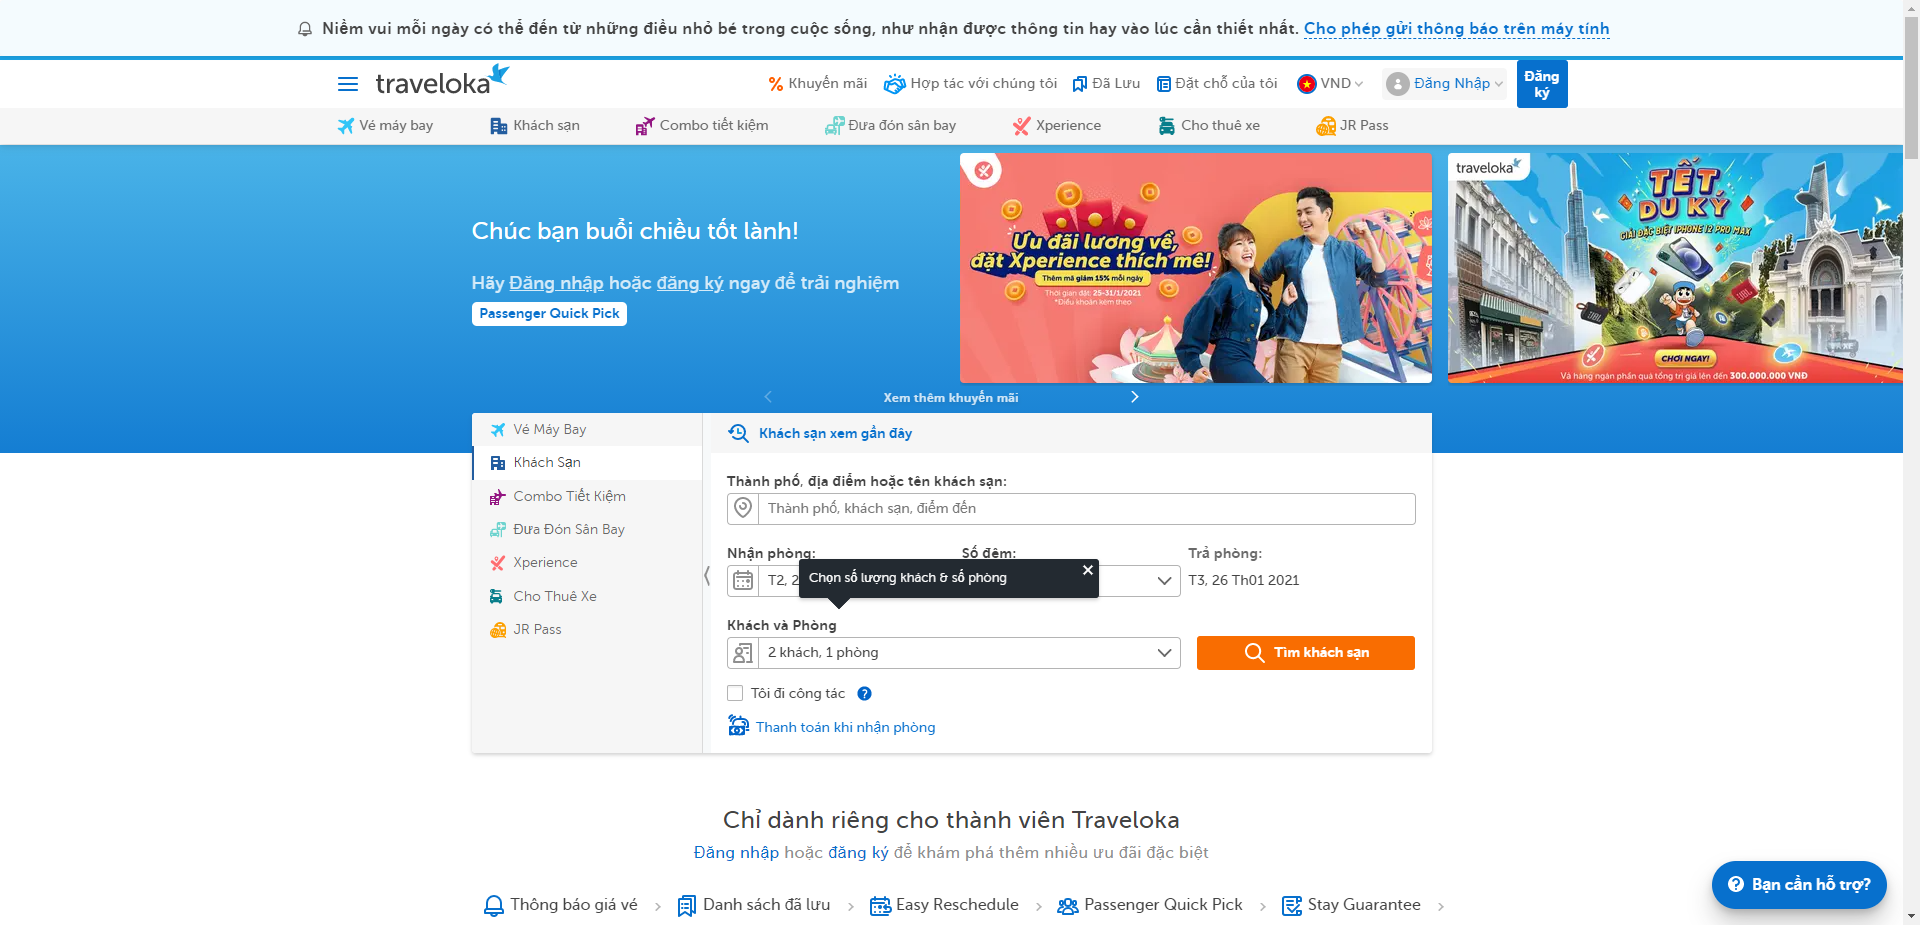 Niềm vui mỗi ngày có thể đến từ những điều nhỏ bé trong cuộc sống, như nhận được thông tin hay vào lúc cần thiết nhất. Cho phép gửi thông báo trên máy tính
traveloka
Khuyến mãi
Hợp tác với chúng tôi
Đã Lưu
Đặt chỗ của tôi
VND
Đăng Nhập
Đăng
ký
Vé máy bay
Khách sạn
Combo tiết kiệm
Đưa đón sân bay
Xperience
Cho thuê xe
JR Pass
Chúc bạn buổi chiều tốt lành!
Hãy Đăng nhập hoặc đăng ký ngay để trải nghiệm
Passenger Quick Pick
Ưu đãi lương về,
đặt Xperience thích mê!
Thêm mã giảm 15% mỗi ngày
Thời gian đặt: 25-31/1/2021
*Điều khoản kèm theo
traveloka
TẾT
DU KÝ
GIẢI ĐẶC BIỆT IPHONE 12 PRO MAX
JBL
CHƠI NGAY!
Và hàng ngàn phần quà tổng trị giá lên đến 300.000.000 VNĐ
Xem thêm khuyến mãi
Vé Máy Bay
Khách Sạn
Combo Tiết Kiệm
Đưa Đón Sân Bay
Xperience
Cho Thuê Xe
JR Pass
Khách sạn xem gần đây
Thành phố, địa điểm hoặc tên khách sạn:
Thành phố, khách sạn, điểm đến
Nhận phòng:
Số đêm:
Trả phòng:
T2, 2
Chọn số lượng khách & số phòng
T3, 26 Th01 2021
Khách và Phòng
2 khách, 1 phòng
Tìm khách sạn
Tôi đi công tác
Thanh toán khi nhận phòng
Chỉ dành riêng cho thành viên Traveloka
Đăng nhập hoặc đăng ký để khám phá thêm nhiều ưu đãi đặc biệt
Thông báo giá vé
Danh sách đã lưu
Easy Reschedule
Passenger Quick Pick
Stay Guarantee
Bạn cần hỗ trợ?